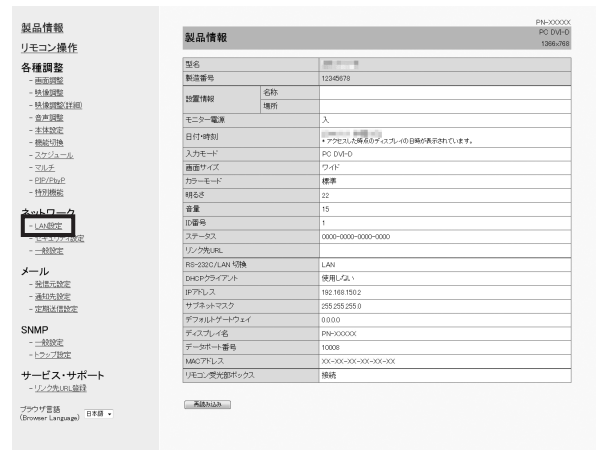 製品情報
リモコン操作
各種調整
- 画面調整
- 映像調整
- 映像調整(詳細)
- 音声調整
- 本体設定
- 機能切換
- スケジュール
- マルチ
- PIP/PbyP
- 特別機能
ネットワーク
- LAN設定
- セキュリティ設定
- 一般設定
メール
- 発信元設定
- 通知先設定
- 定期送信設定
SNMP
- 一般設定
- トラップ設定
サービス・サポート
- リンク先URL登録
ブラウザ言語
(Browser Language) 日本語
PN-XXXXX
製品情報 PC DVI-D
1366x768
型名
製造番号 12345678
設置情報 名称
場所
モニター電源 入
日付・時刻
* アクセスした時点のディスプレイの日時が表示されています。
入力モード PC DVI-D
画面サイズ ワイド
カラーモード 標準
明るさ 22
音量 15
ID番号 1
ステータス 0000-0000-0000-0000
リンク先URL
RS-232C/LAN 切換 LAN
DHCPクライアント 使用しない
IPアドレス 192.168.150.2
サブネットマスク 255.255.255.0
デフォルトゲートウェイ 0.0.0.0
ディスプレイ名 PN-XXXXX
データポート番号 10008
MACアドレス XX-XX-XX-XX-XX-XX
リモコン受光部ボックス 接続
再読み込み